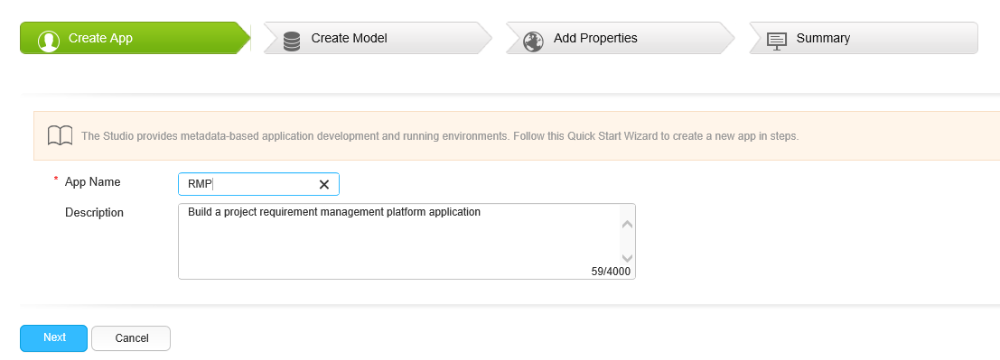 Create App
Create Model
Add Properties
Summary
The Studio provides metadata-based application development and running environments. Follow this Quick Start Wizard to create a new app in steps.
* App Name
RMP
Description
Build a project requirement management platform application
59/4000
Next
Cancel